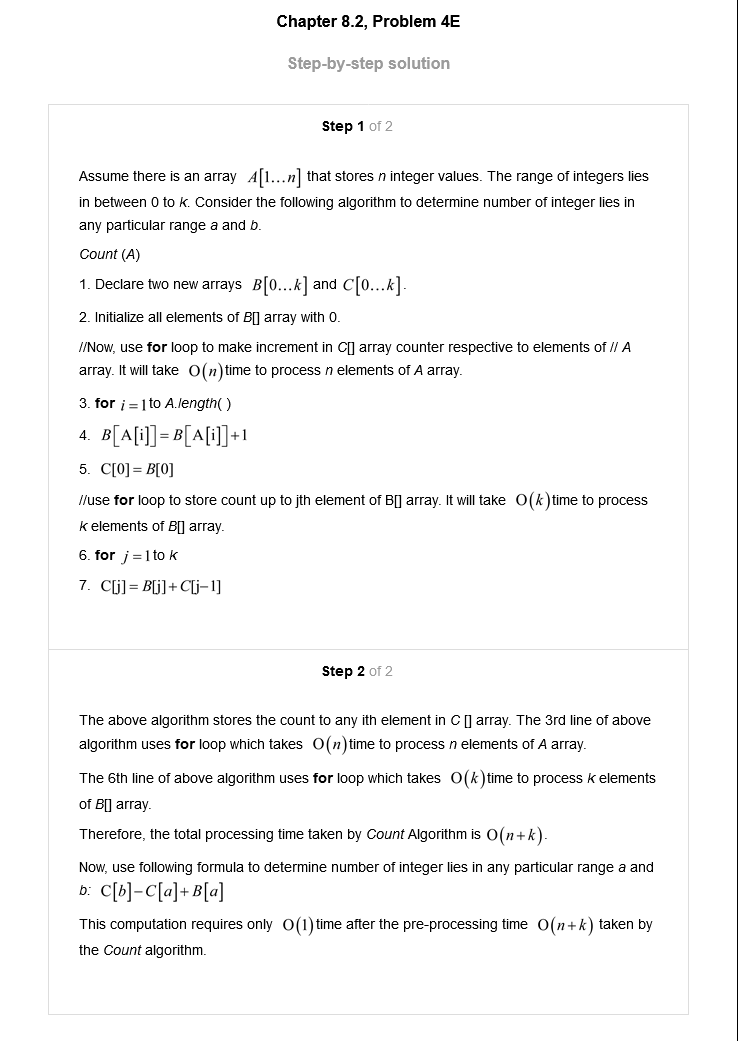 Chapter 8.2, Problem 4E
Step-by-step solution
Step 1 of 2
Assume there is an array A[1...n] that stores n integer values. The range of integers lies
in between 0 to k. Consider the following algorithm to determine number of integer lies in
any particular range a and b.
Count (A)
1. Declare two new arrays B[0...k] and C[0...k].
2. Initialize all elements of B[] array with 0.
//Now, use for loop to make increment in C[] array counter respective to elements of // A
array. It will take O(n) time to process n elements of A array.
3. for i = 1 to A.length( )
4. B[A[i]] = B[A[i]]+1
5. C[0] = B[0]
//use for loop to store count up to jth element of B[] array. It will take O(k) time to process
k elements of B[] array.
6. for j = 1 to k
7. C[j] = B[j]+C[j−1]
Step 2 of 2
The above algorithm stores the count to any ith element in C [] array. The 3rd line of above
algorithm uses for loop which takes O(n) time to process n elements of A array.
The 6th line of above algorithm uses for loop which takes O(k) time to process k elements
of B[] array.
Therefore, the total processing time taken by Count Algorithm is O(n+k).
Now, use following formula to determine number of integer lies in any particular range a and
b: C[b]−C[a]+B[a]
This computation requires only O(1) time after the pre-processing time O(n+k) taken by
the Count algorithm.